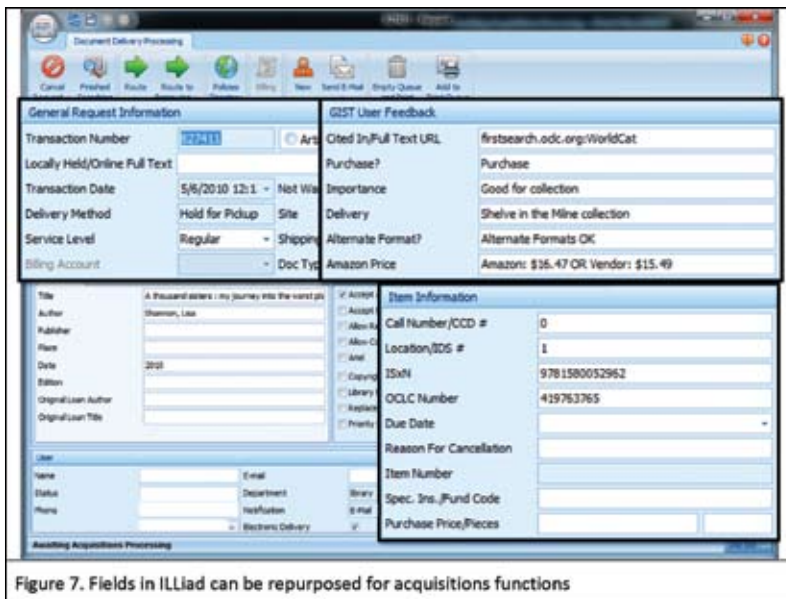 Document Delivery Processing
Cancel Finished Route Route to Policies Billing New Send E-Mail Empty Queue Add to
General Request Information
Transaction Number
Locally Held/Online Full Text
Transaction Date 5/6/2010 12:1
Delivery Method Hold for Pickup Site
Service Level Regular Shipping
Billing Account Doc Typ
GIST User Feedback
Cited In/Full Text URL firstsearch.oclc.org:WorldCat
Purchase? Purchase
Importance Good for collection
Delivery Shelve in the Milne collection
Alternate Format? Alternate Formats OK
Amazon Price Amazon: $16.47 OR Vendor: $15.49
Title A thousand sisters : my journey into the worst pla
Author Shannon, Lisa
Publisher
Place
Date 2010
Edition
Original Loan Author
Original Loan Title
Item Information
Call Number/CCD # 0
Location/IDS # 1
ISxN 9781580052962
OCLC Number 419763765
Due Date
Reason For Cancellation
Item Number
Spec. Ins./Fund Code
Purchase Price/Pieces
User
Name E-mail
Status Department
Phone Notification E-Mail
Electronic Delivery
Awaiting Acquisitions Processing
Figure 7. Fields in ILLiad can be repurposed for acquisitions functions